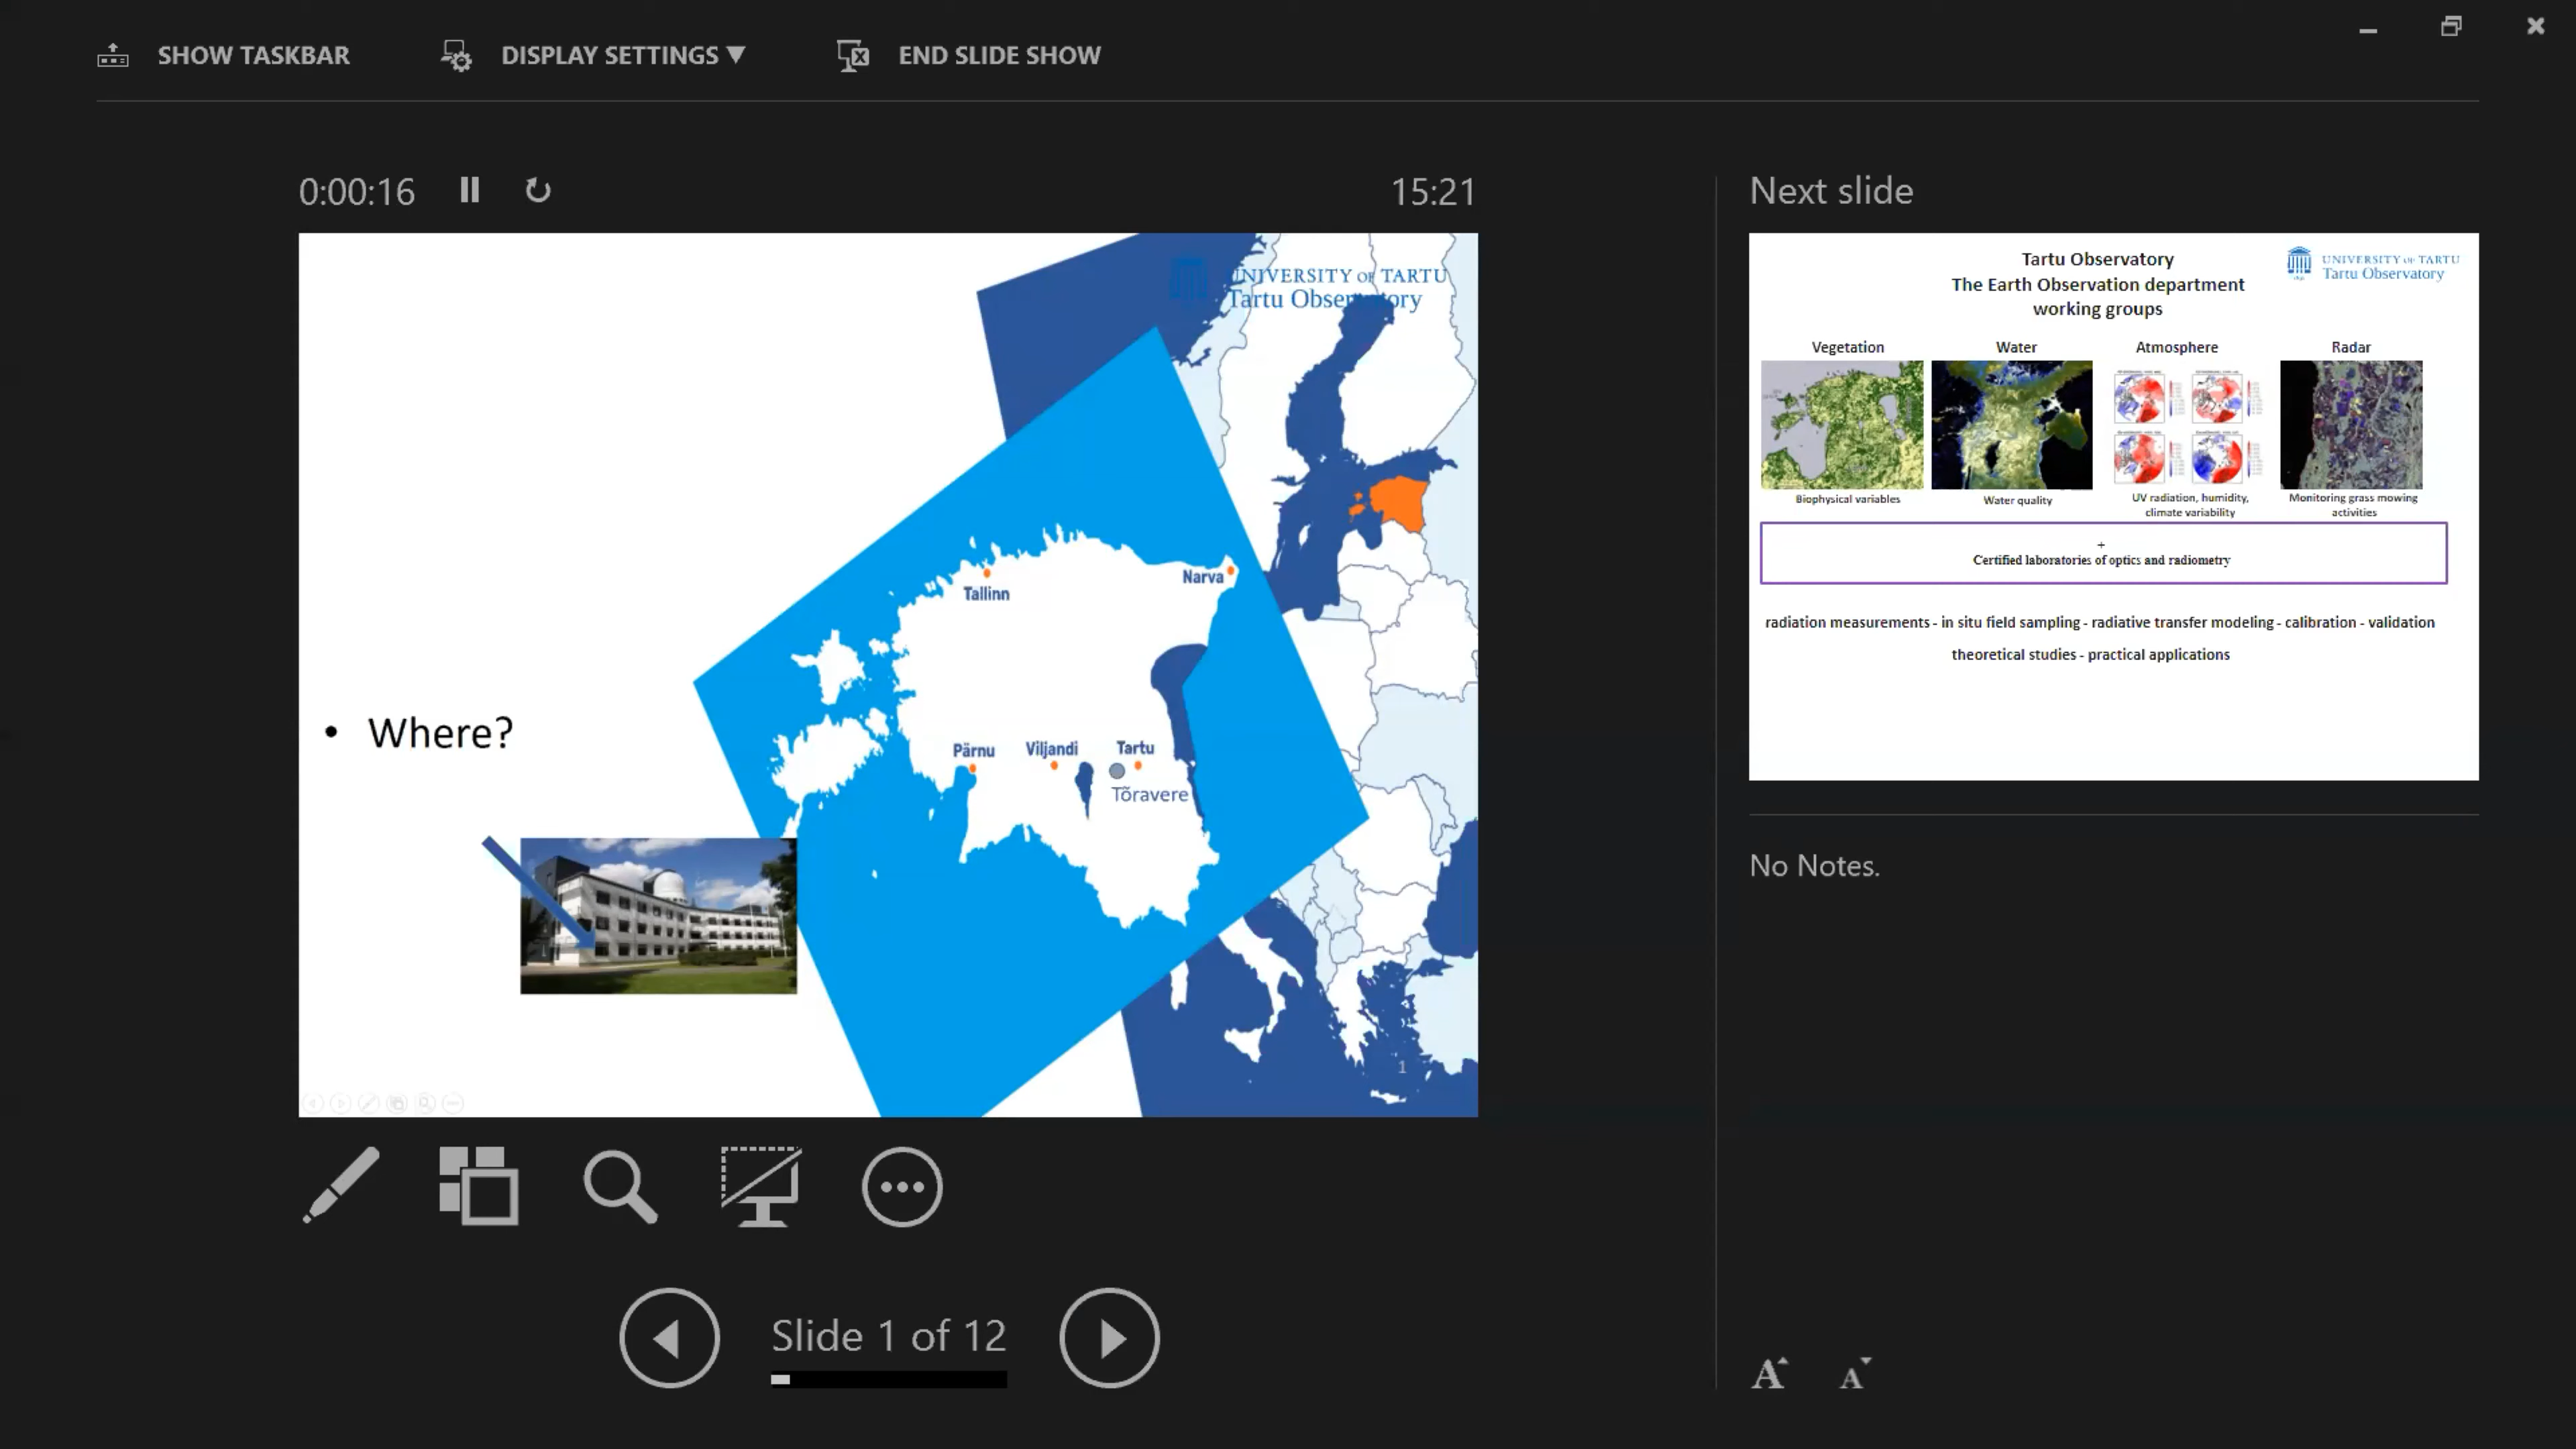 SHOW TASKBAR
DISPLAY SETTINGS
END SLIDE SHOW
0:00:16
15:21
UNIVERSITY OF TARTU
Tartu Observatory
Tallinn
Narva
• Where?
Pärnu
Viljandi
Tartu
Tõravere
1
Slide 1 of 12
Next slide
Tartu Observatory
The Earth Observation department
working groups
UNIVERSITY OF TARTU
Tartu Observatory
Vegetation
Water
Atmosphere
Radar
Biophysical variables
Water quality
UV radiation, humidity,
climate variability
Monitoring grass mowing
activities
+
Certified laboratories of optics and radiometry
radiation measurements - in situ field sampling - radiative transfer modeling - calibration - validation
theoretical studies - practical applications
No Notes.
A A